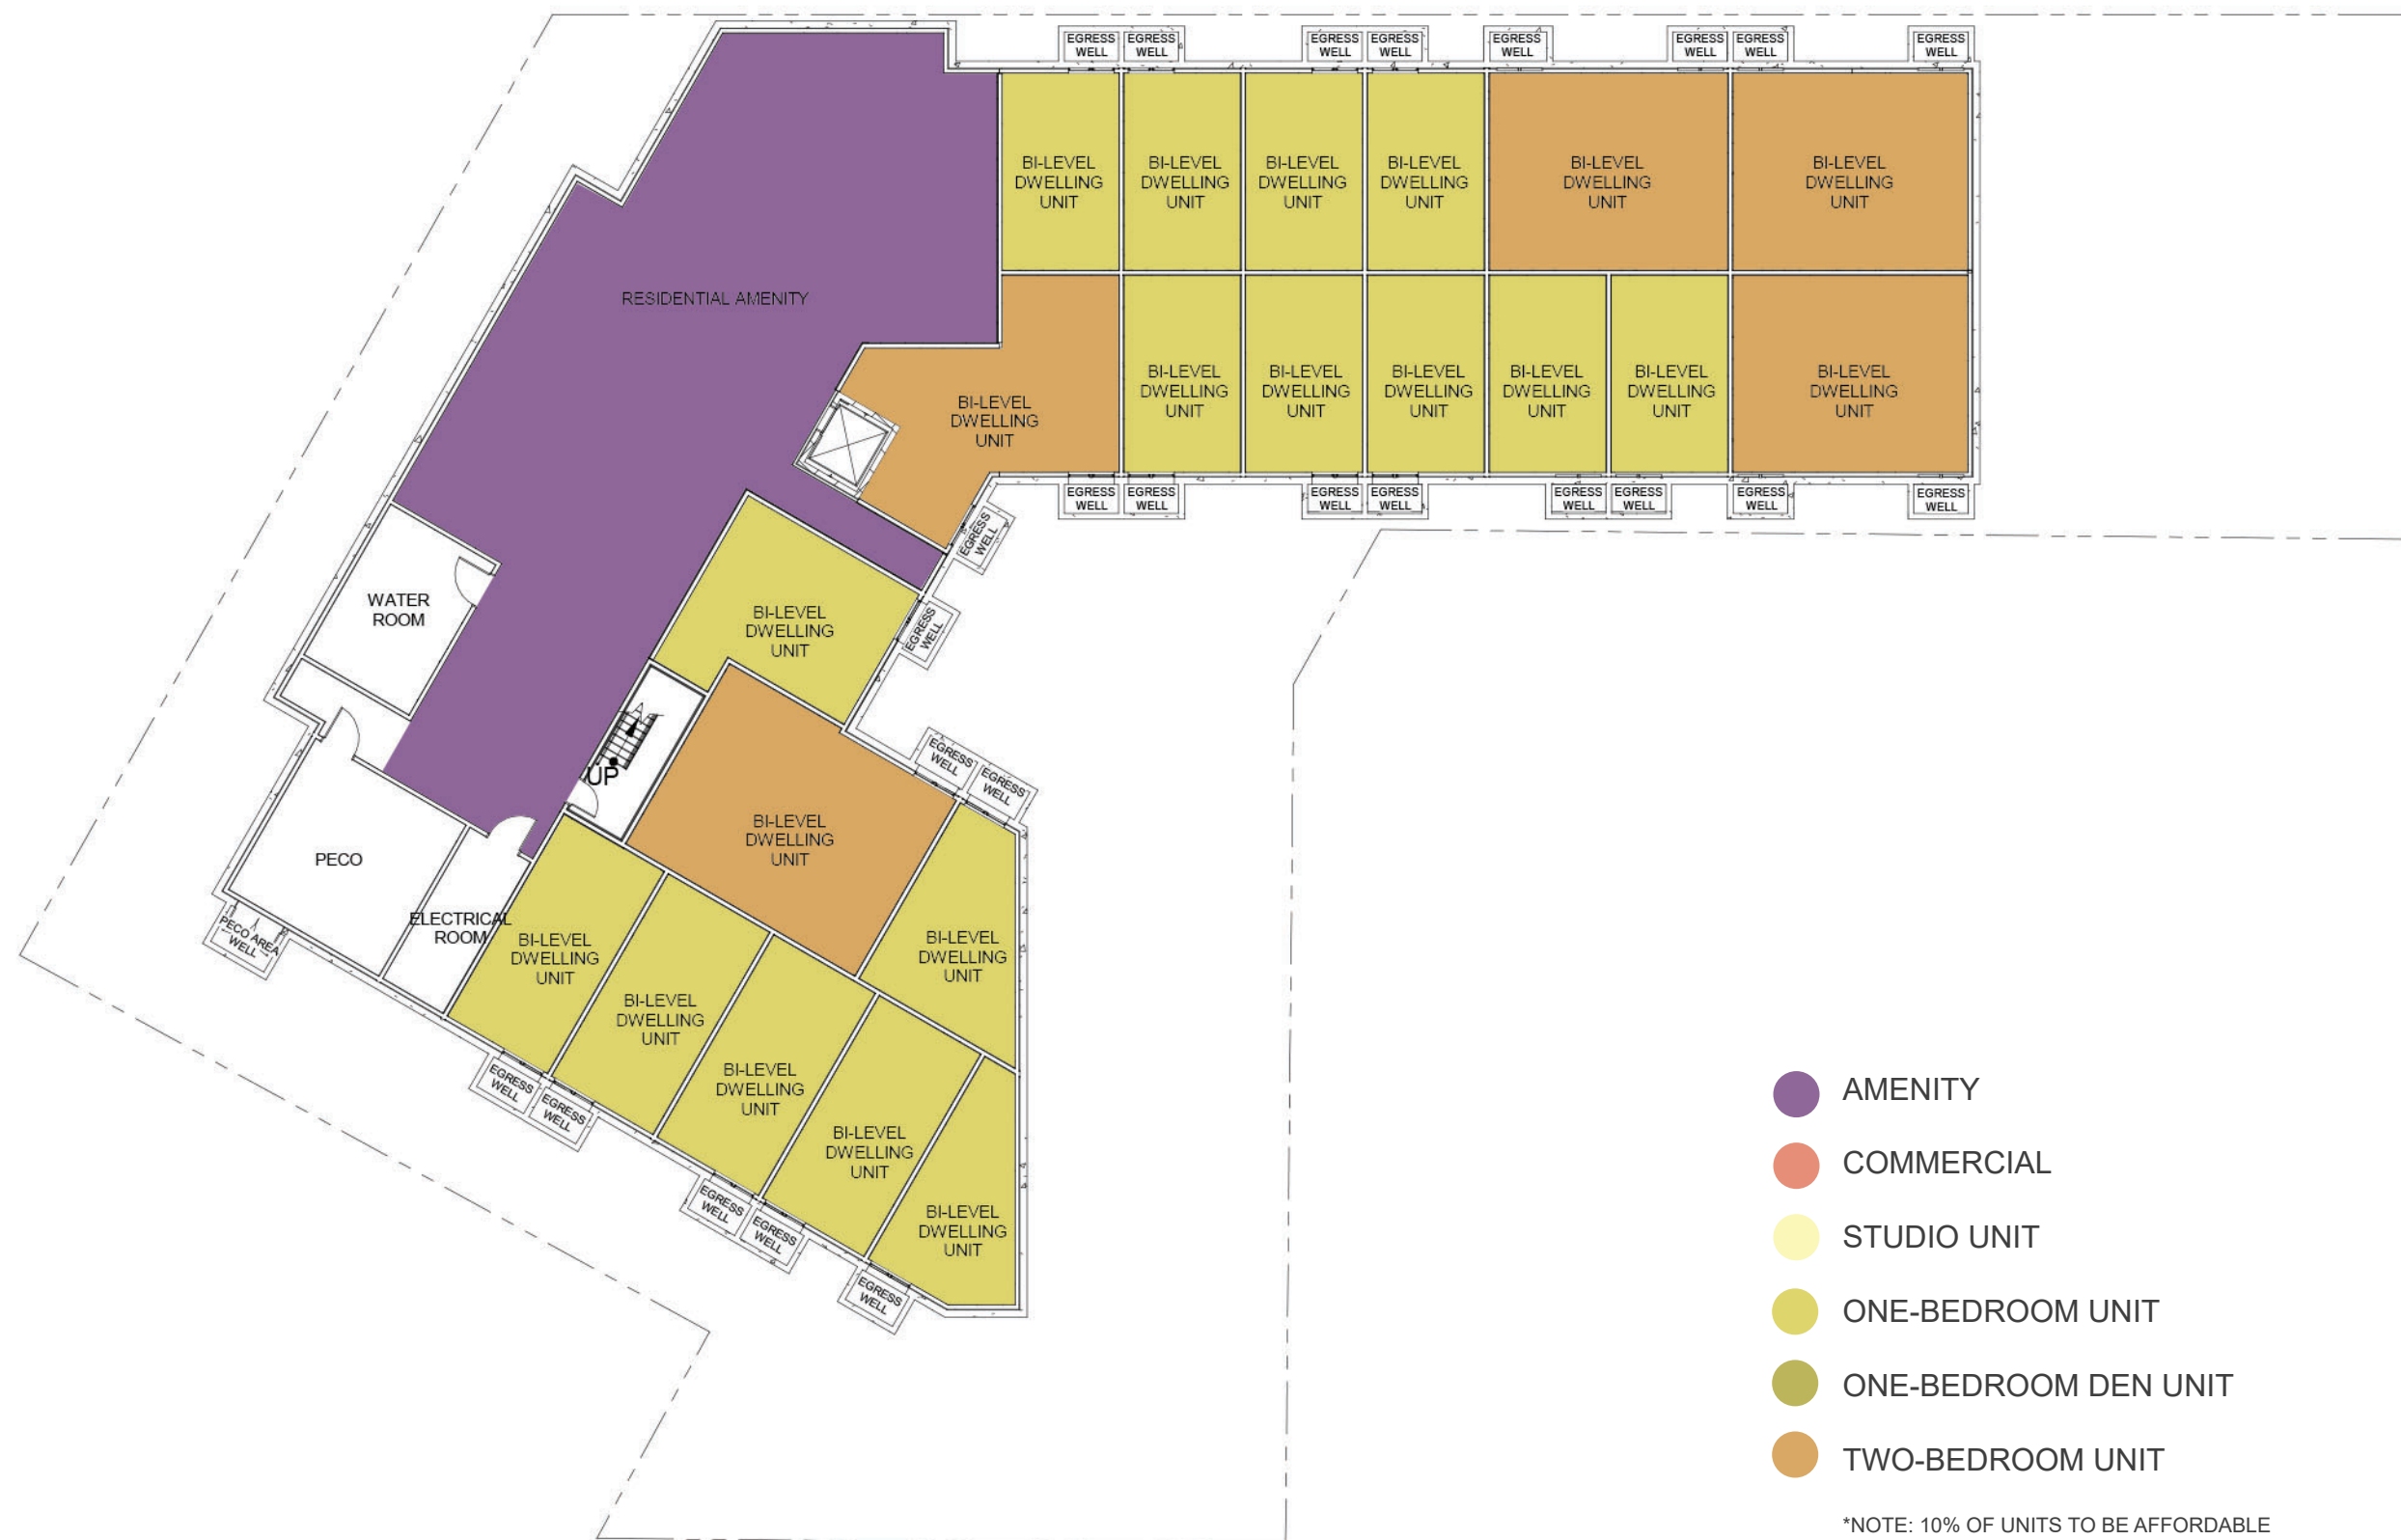 EGRESS
WELL
EGRESS
WELL
EGRESS
WELL
EGRESS
WELL
EGRESS
WELL
EGRESS
WELL
EGRESS
WELL
EGRESS
WELL
BI-LEVEL
DWELLING
UNIT
BI-LEVEL
DWELLING
UNIT
BI-LEVEL
DWELLING
UNIT
BI-LEVEL
DWELLING
UNIT
BI-LEVEL
DWELLING
UNIT
BI-LEVEL
DWELLING
UNIT
RESIDENTIAL AMENITY
BI-LEVEL
DWELLING
UNIT
BI-LEVEL
DWELLING
UNIT
BI-LEVEL
DWELLING
UNIT
BI-LEVEL
DWELLING
UNIT
BI-LEVEL
DWELLING
UNIT
BI-LEVEL
DWELLING
UNIT
BI-LEVEL
DWELLING
UNIT
EGRESS
WELL
EGRESS
WELL
EGRESS
WELL
EGRESS
WELL
EGRESS
WELL
EGRESS
WELL
EGRESS
WELL
EGRESS
WELL
EGRESS
WELL
WATER
ROOM
BI-LEVEL
DWELLING
UNIT
EGRESS
WELL
UP
EGRESS
WELL
EGRESS
WELL
BI-LEVEL
DWELLING
UNIT
PECO
PECO AREA
WELL
ELECTRICAL
ROOM
BI-LEVEL
DWELLING
UNIT
BI-LEVEL
DWELLING
UNIT
BI-LEVEL
DWELLING
UNIT
BI-LEVEL
DWELLING
UNIT
BI-LEVEL
DWELLING
UNIT
BI-LEVEL
DWELLING
UNIT
EGRESS
WELL
EGRESS
WELL
EGRESS
WELL
EGRESS
WELL
EGRESS
WELL
AMENITY
COMMERCIAL
STUDIO UNIT
ONE-BEDROOM UNIT
ONE-BEDROOM DEN UNIT
TWO-BEDROOM UNIT
*NOTE: 10% OF UNITS TO BE AFFORDABLE